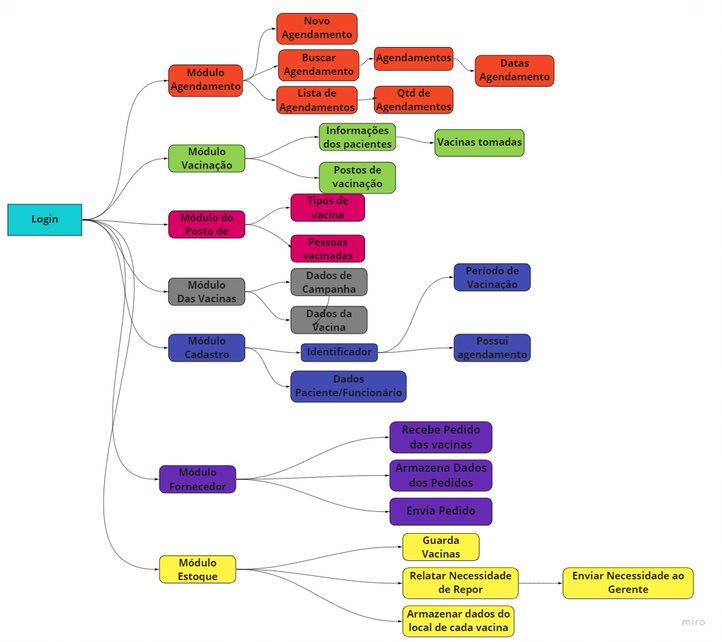 Login
Módulo
Agendamento
Novo
Agendamento
Buscar
Agendamento
Agendamentos
Datas
Agendamento
Lista de
Agendamentos
Qtd de
Agendamentos
Módulo
Vacinação
Informações
dos pacientes
Vacinas tomadas
Postos de
vacinação
Módulo do
Posto de
Tipos de
vacina
Pessoas
vacinadas
Módulo
Das Vacinas
Dados de
Campanha
Dados da
Vacina
Módulo
Cadastro
Identificador
Período de
Vacinação
Possui
agendamento
Dados
Paciente/Funcionário
Módulo
Fornecedor
Recebe Pedido
das vacinas
Armazena Dados
dos Pedidos
Envia Pedido
Módulo
Estoque
Guarda
Vacinas
Relatar Necessidade
de Repor
Enviar Necessidade ao
Gerente
Armazenar dados do
local de cada vacina
miro